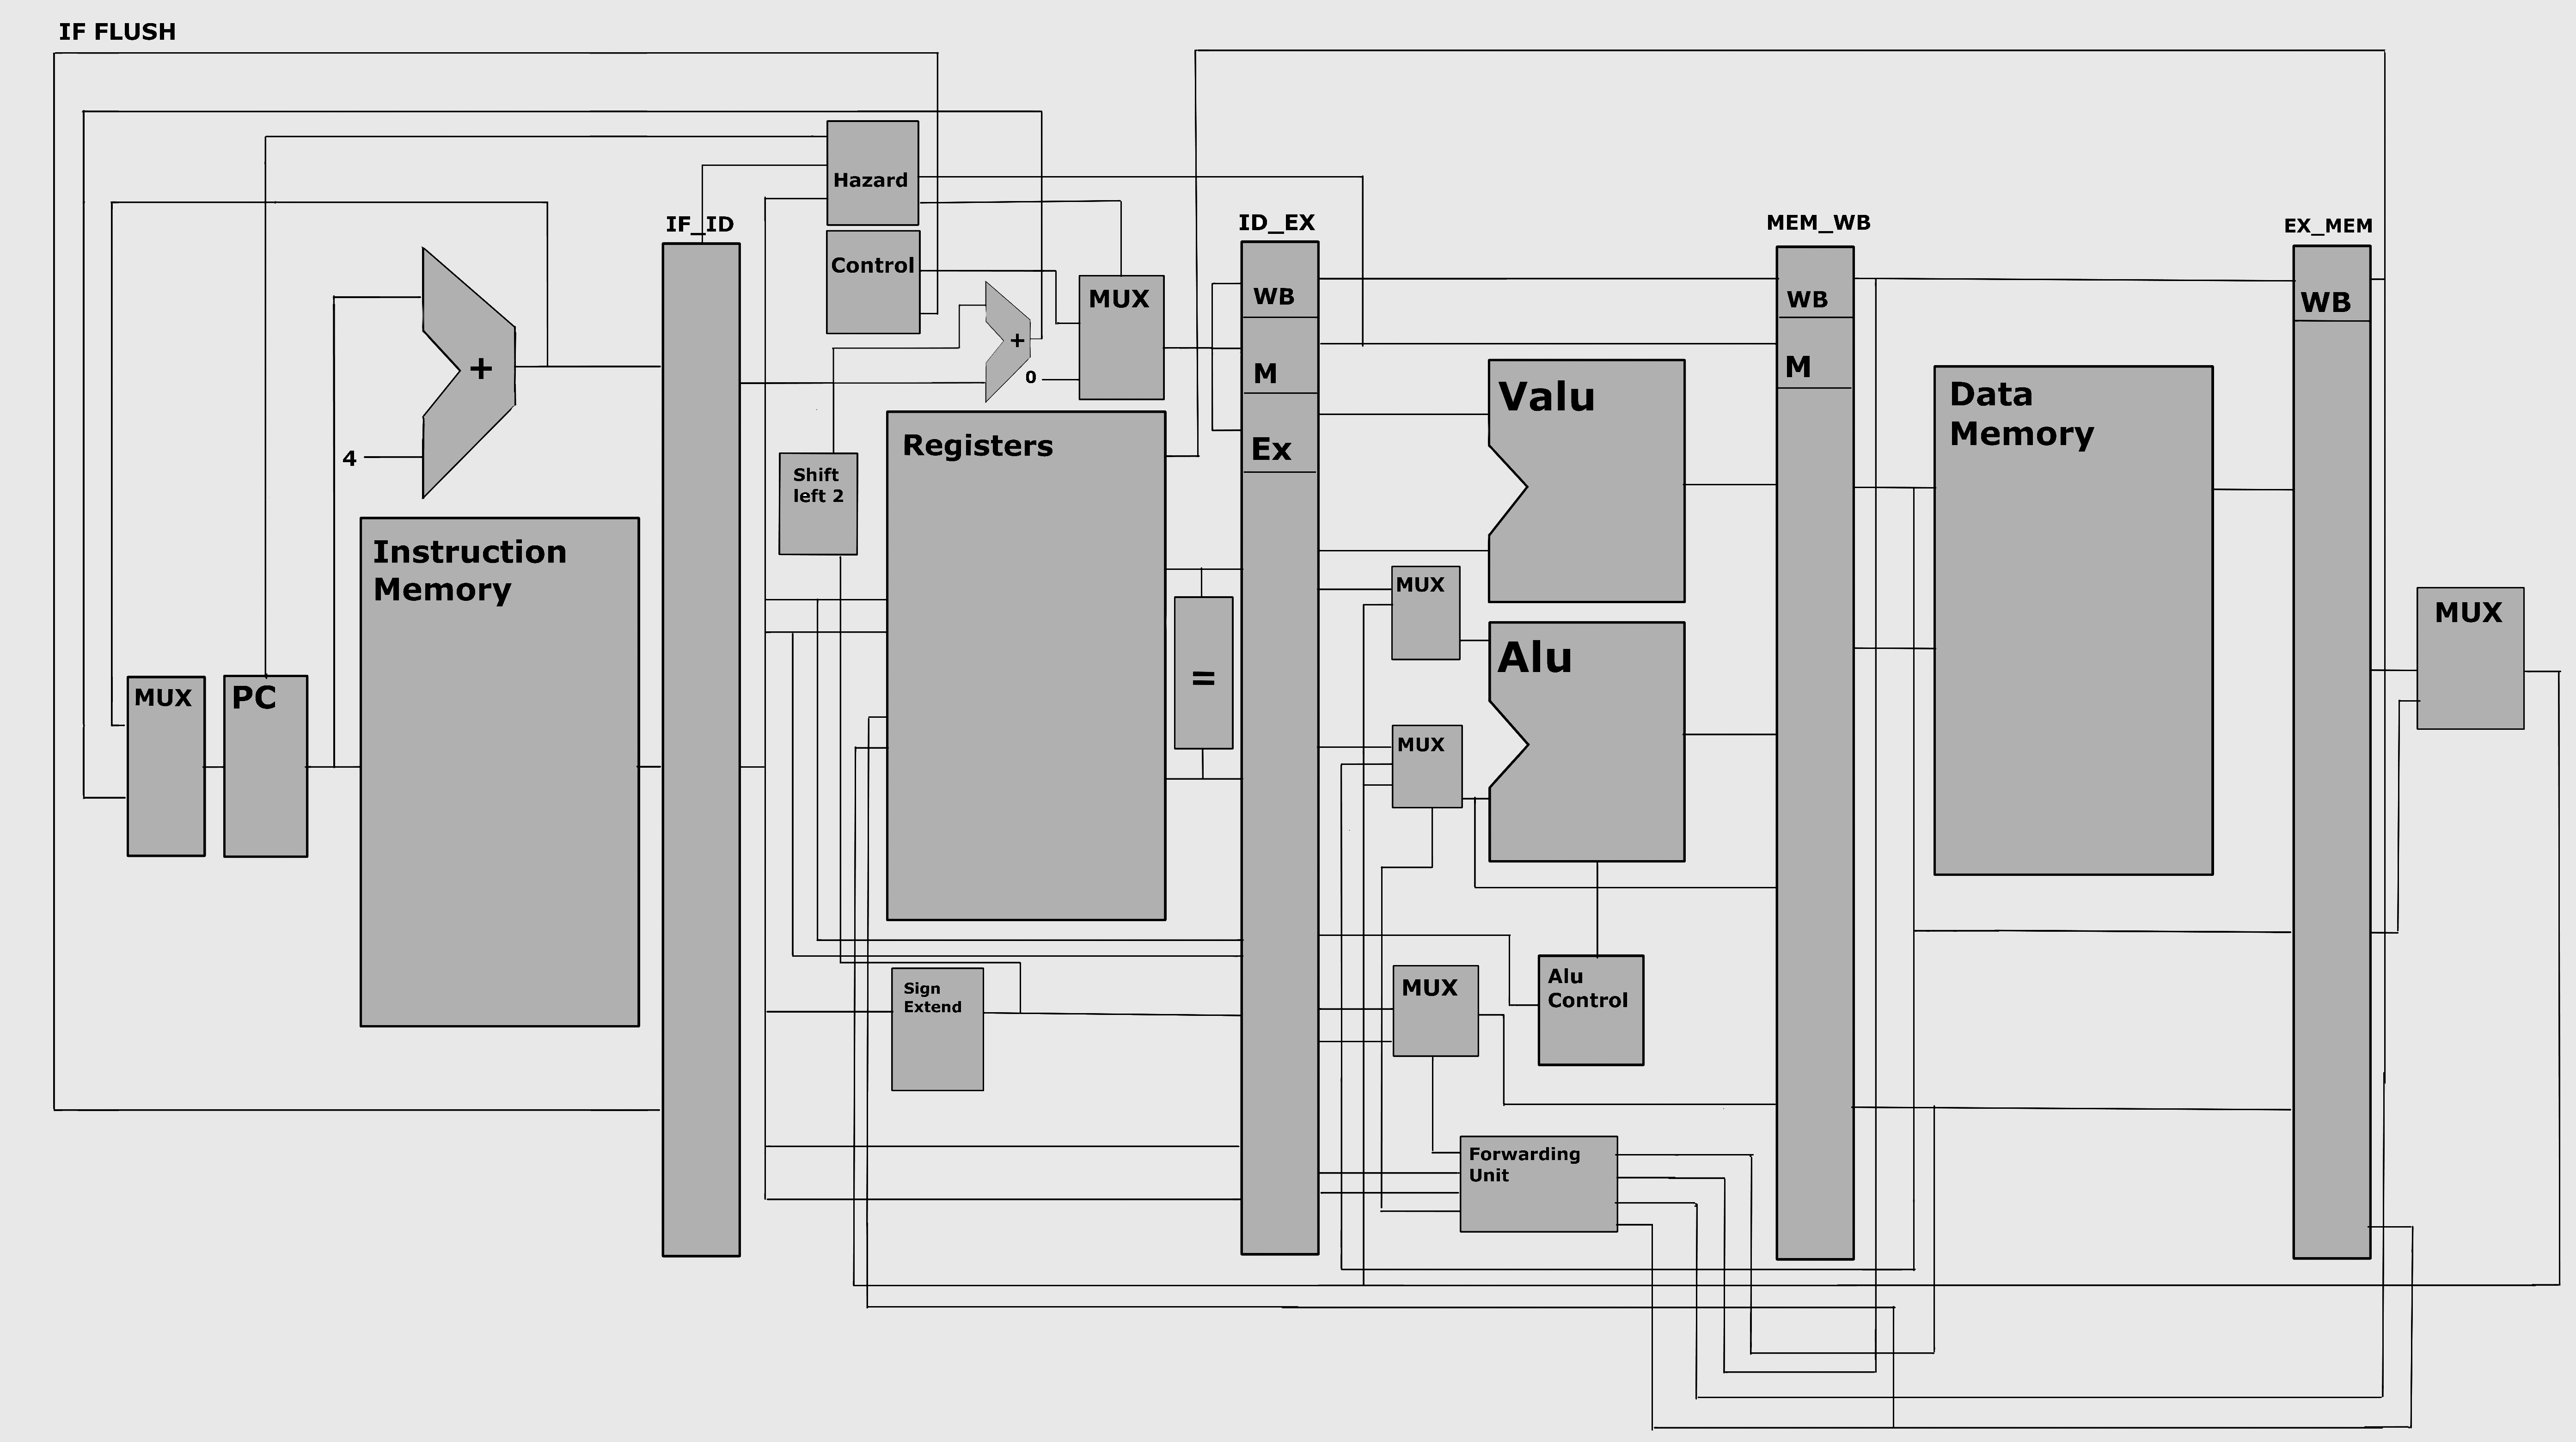 IF FLUSH
Hazard
IF_ID
ID_EX
MEM_WB
EX_MEM
Control
MUX
WB
WB
WB
+
+
0
M
M
Valu
Data
Memory
4
Registers
Ex
Shift
left 2
Instruction
Memory
MUX
MUX
Alu
=
MUX
PC
MUX
Alu
Control
Sign
Extend
MUX
Forwarding
Unit